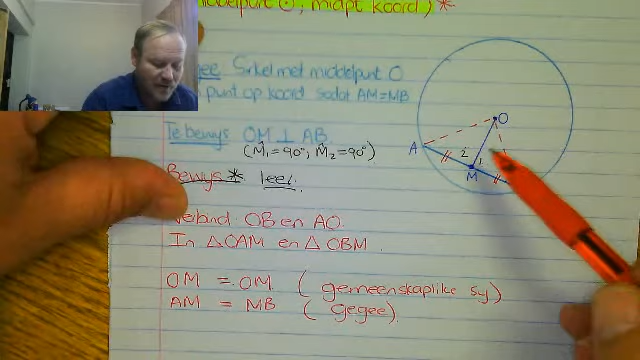 middelpunt ⊙, midpt koord) *
Sirkel met middelpunt O
punt op koord sodat AM=MB
Te bewys OM ⊥ AB
(M̂₁=90°, M̂₂=90°)
Bewys* leer
Verbind OB en AO.
In △OAM en △OBM.
OM = OM (gemeenskaplike sy)
AM = MB (gegee).
O
A
2
1
M